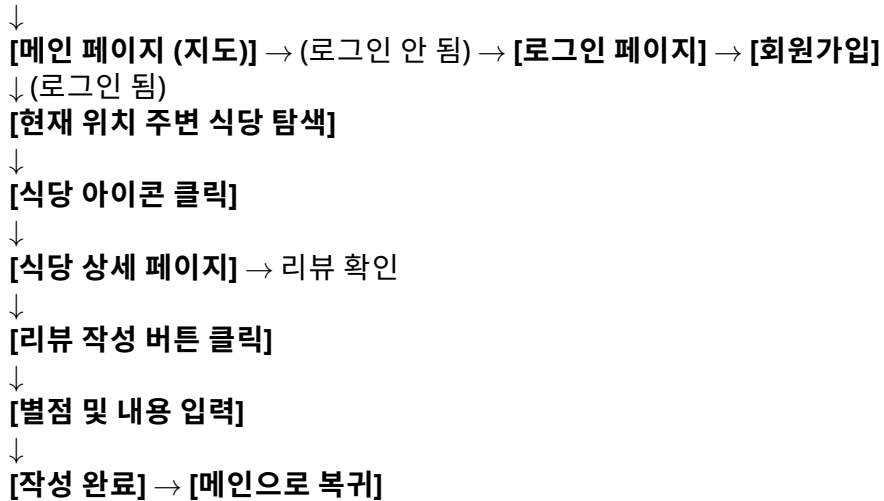 ↓
[메인 페이지 (지도)] → (로그인 안 됨) → [로그인 페이지] → [회원가입]
↓ (로그인 됨)
[현재 위치 주변 식당 탐색]
↓
[식당 아이콘 클릭]
↓
[식당 상세 페이지] → 리뷰 확인
↓
[리뷰 작성 버튼 클릭]
↓
[별점 및 내용 입력]
↓
[작성 완료] → [메인으로 복귀]